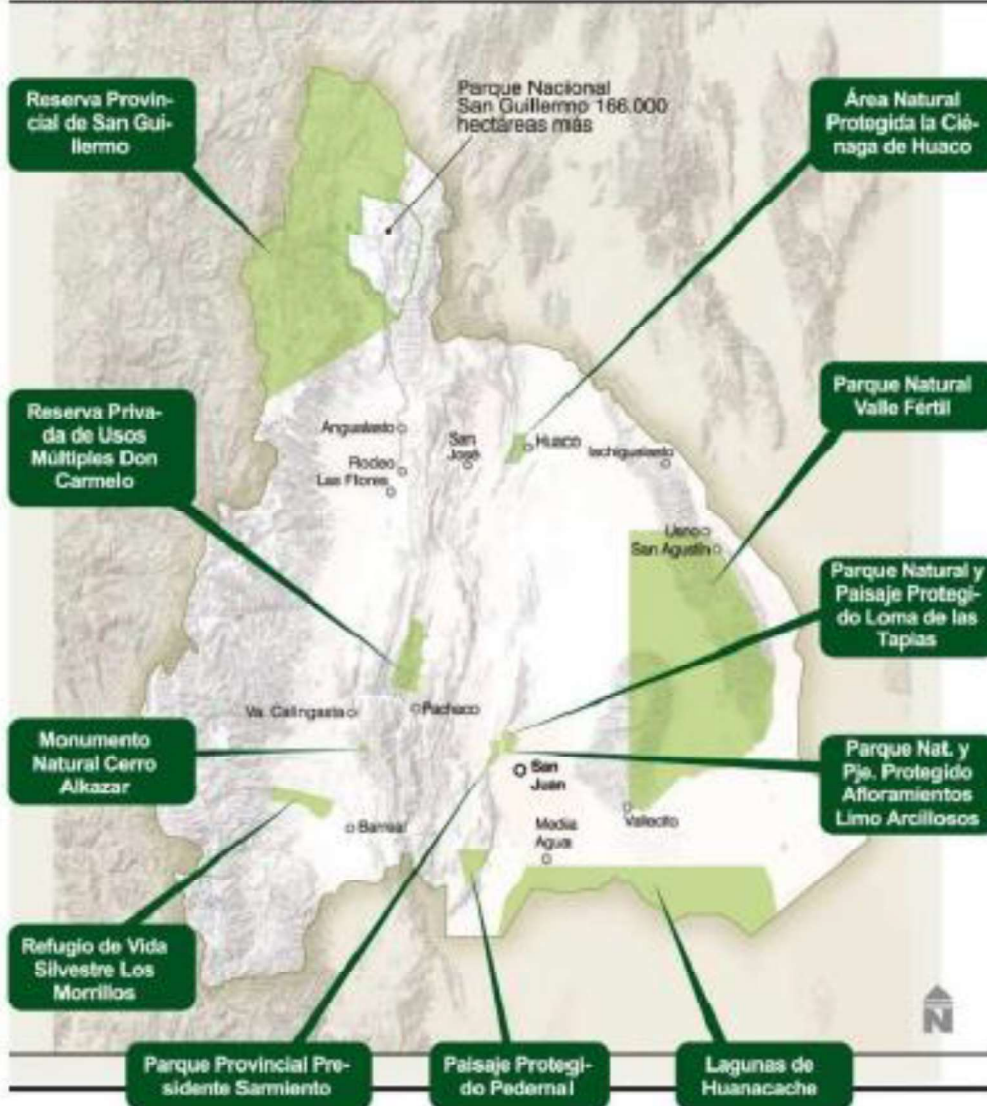 Reserva Provin-
cial de San Gui-
llermo
Parque Nacional
San Guillermo 166.000
hectáreas más
Área Natural
Protegida la Cié-
naga de Huaco
Reserva Priva-
da de Usos
Múltiples Don
Carmelo
Angualasto
Rodeo
Las Flores
San
José
Huaco
Ischigualasto
Parque Natural
Valle Fértil
Usno
San Agustín
Parque Natural y
Paisaje Protegi-
do Loma de las
Tapias
Va. Calingasta
Pachaco
Monumento
Natural Cerro
Alkazar
San
Juan
Parque Nat. y
Pje. Protegido
Afloramientos
Limo Arcillosos
Barreal
Media
Agua
Vallecito
Refugio de Vida
Silvestre Los
Morrillos
N
Parque Provincial Pre-
sidente Sarmiento
Paisaje Protegi-
do Pedernal
Lagunas de
Huanacache